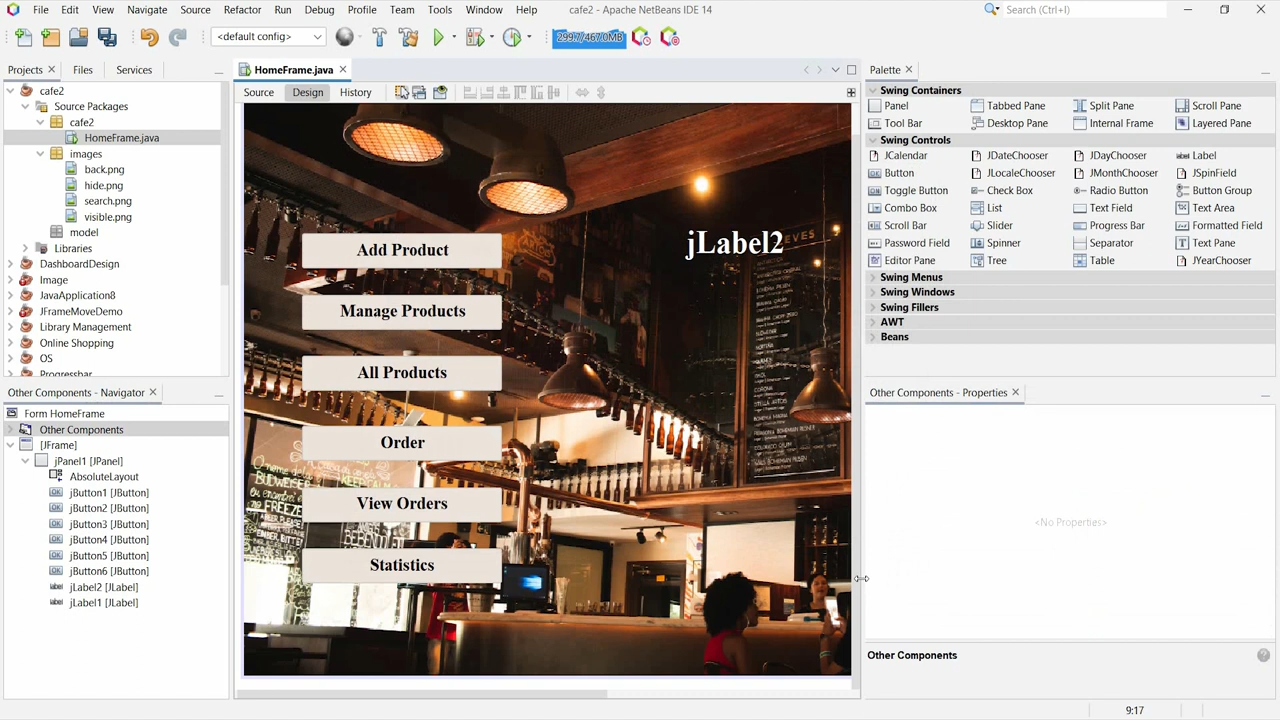 File Edit View Navigate Source Refactor Run Debug Profile Team Tools Window Help
cafe2 - Apache NetBeans IDE 14
Search (Ctrl+I)
<default config>
299.7/467.0MB
Projects Files Services
HomeFrame.java
Palette
Source Design History
cafe2
Source Packages
cafe2
HomeFrame.java
images
back.png
hide.png
search.png
visible.png
model
Libraries
DashboardDesign
Image
JavaApplication8
JFrameMoveDemo
Library Management
Online Shopping
OS
Progressbar
Other Components - Navigator
Form HomeFrame
Other Components
[JFrame]
jPanel1 [JPanel]
AbsoluteLayout
jButton1 [JButton]
jButton2 [JButton]
jButton3 [JButton]
jButton4 [JButton]
jButton5 [JButton]
jButton6 [JButton]
jLabel2 [JLabel]
jLabel1 [JLabel]
Add Product
Manage Products
All Products
Order
View Orders
Statistics
jLabel2
Swing Containers
Panel Tabbed Pane Split Pane Scroll Pane
Tool Bar Desktop Pane Internal Frame Layered Pane
Swing Controls
JCalendar JDateChooser JDayChooser Label
Button JLocaleChooser JMonthChooser JSpinField
Toggle Button Check Box Radio Button Button Group
Combo Box List Text Field Text Area
Scroll Bar Slider Progress Bar Formatted Field
Password Field Spinner Separator Text Pane
Editor Pane Tree Table JYearChooser
Swing Menus
Swing Windows
Swing Fillers
AWT
Beans
Other Components - Properties
<No Properties>
Other Components
9:17